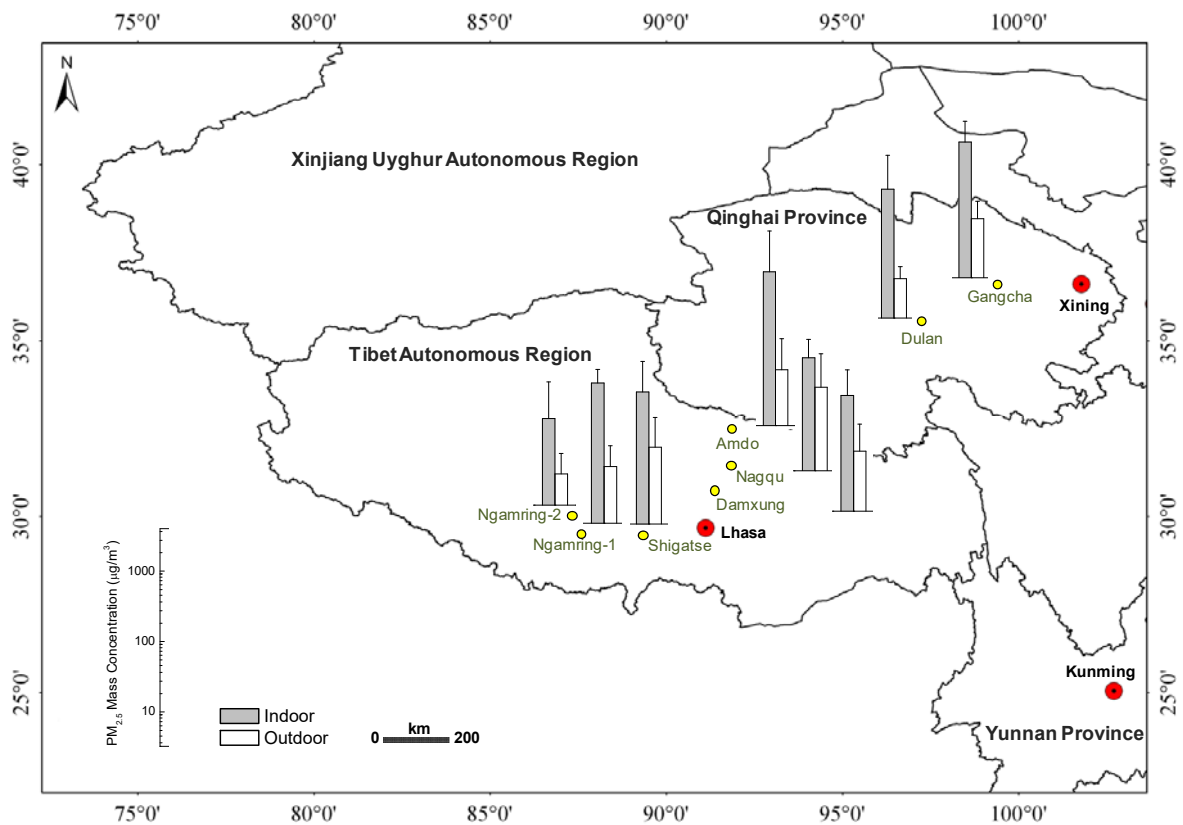 75°0' 80°0' 85°0' 90°0' 95°0' 100°0'
N
40°0' 40°0'
Xinjiang Uyghur Autonomous Region
Qinghai Province
Gangcha
Xining
Dulan
35°0' 35°0'
Tibet Autonomous Region
Amdo
Nagqu
Damxung
30°0' 30°0'
Ngamring-2
Lhasa
Ngamring-1
Shigatse
PM2.5 Mass Concentration (μg/m³)
1000
100
10
Kunming
25°0' 25°0'
Yunnan Province
Indoor
Outdoor
km
0 200
75°0' 80°0' 85°0' 90°0' 95°0' 100°0'